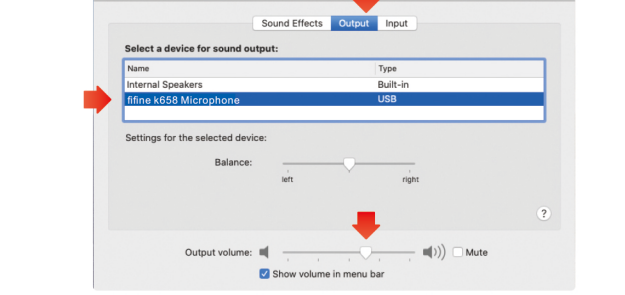 Sound Effects Output Input
Select a device for sound output:
Name Type
Internal Speakers Built-in
fifine k658 Microphone USB
Settings for the selected device:
Balance:
left right
?
Output volume: Mute
Show volume in menu bar